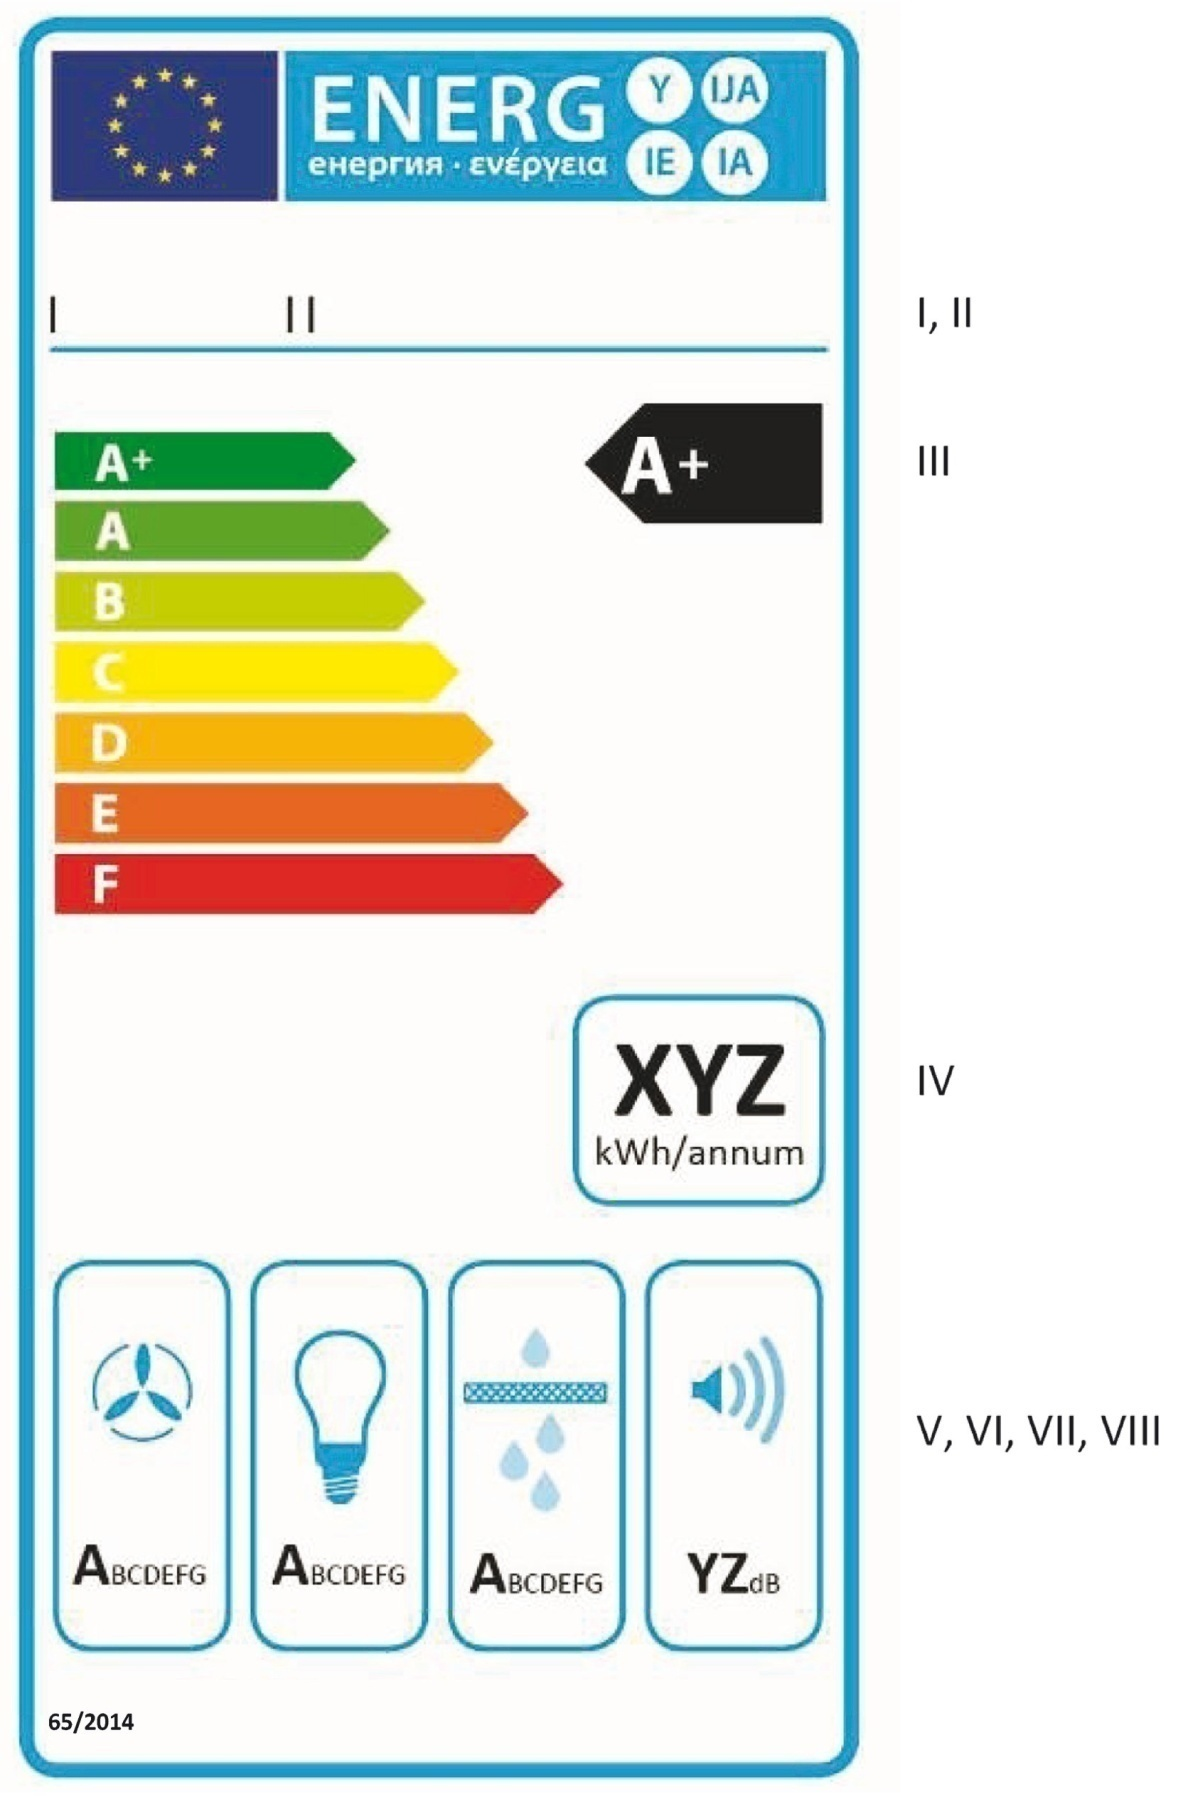 ENERG Y IJA
енергия · ενέργεια IE IA
I II I, II
A+ A+ III
A
B
C
D
E
F
XYZ IV
kWh/annum
V, VI, VII, VIII
ABCDEFG ABCDEFG ABCDEFG YZdB
65/2014